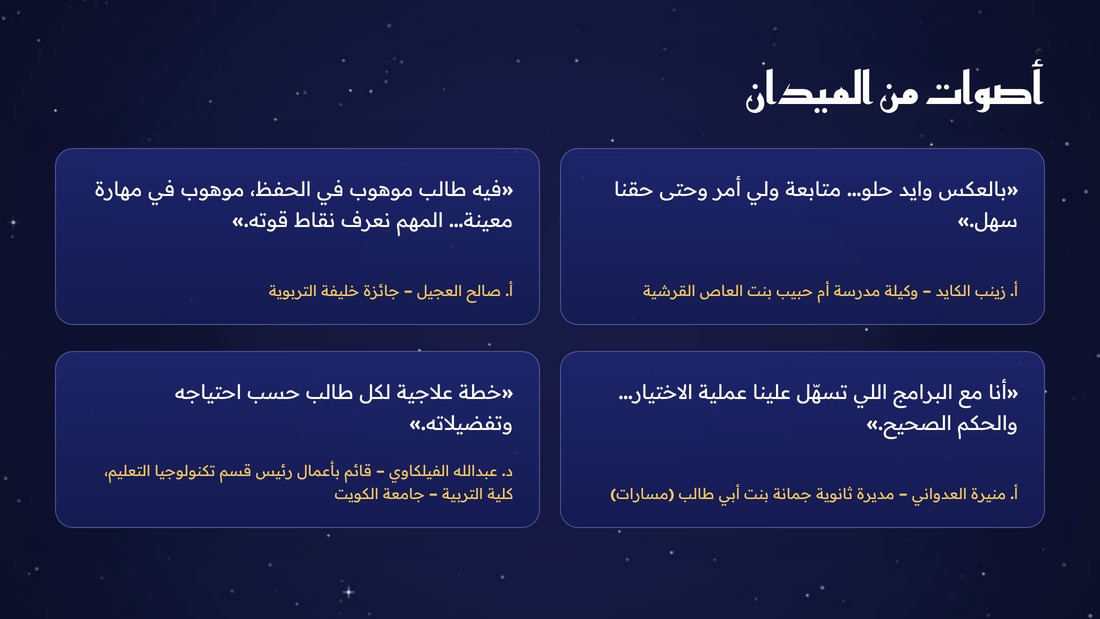 أصوات من الميدان
«بالعكس وايد حلو... متابعة ولي أمر وحتى حقنا
سهل.»
أ. زينب الكايد – وكيلة مدرسة أم حبيب بنت العاص القرشية
«فيه طالب موهوب في الحفظ، موهوب في مهارة
معينة... المهم نعرف نقاط قوته.»
أ. صالح العجيل – جائزة خليفة التربوية
«أنا مع البرامج اللي تسهّل علينا عملية الاختيار...
والحكم الصحيح.»
أ. منيرة العدواني – مديرة ثانوية جمانة بنت أبي طالب (مسارات)
«خطة علاجية لكل طالب حسب احتياجه
وتفضيلاته.»
د. عبدالله الفيلكاوي – قائم بأعمال رئيس قسم تكنولوجيا التعليم،
كلية التربية – جامعة الكويت